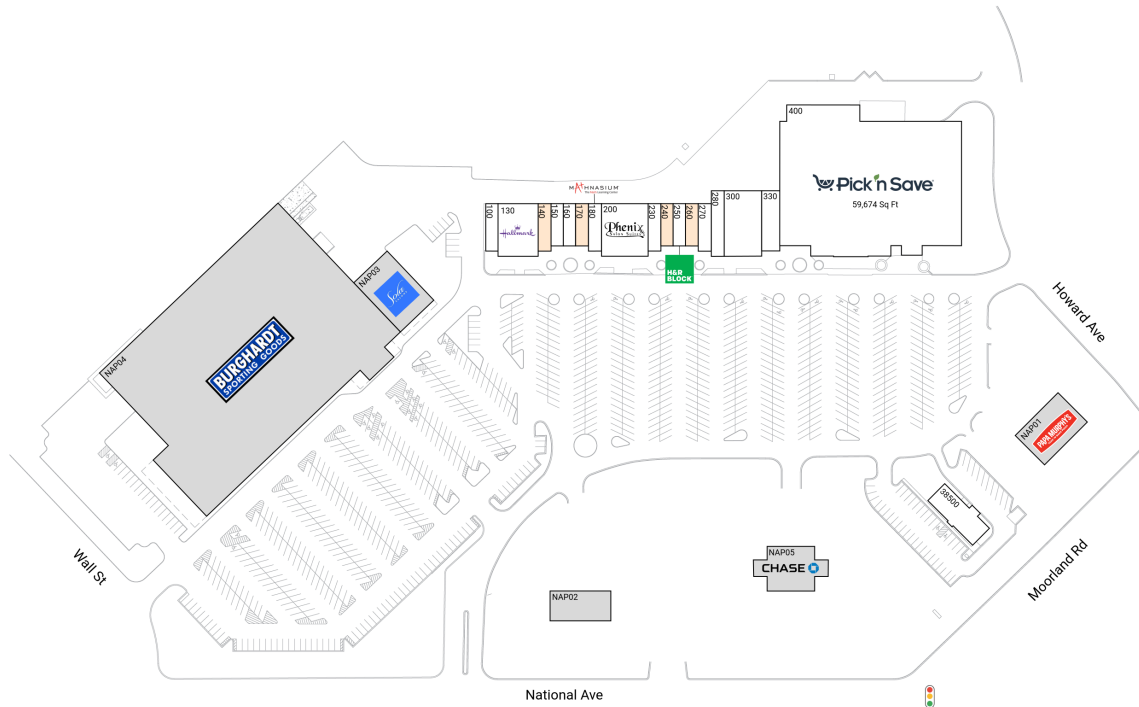 400
Pick 'n Save
59,674 Sq Ft
MATHNASIUM
100
130
Hallmark
140
150
160
170
180
200
Phenix
Salon Suites
230
240
250
260
270
280
300
330
H&R
BLOCK
NAP03
NAP04
BURGHARDT
SPORTING GOODS
Howard Ave
NAP01
PAPA MURPHY'S
38500
Wall St
Moorland Rd
NAP05
CHASE
NAP02
National Ave